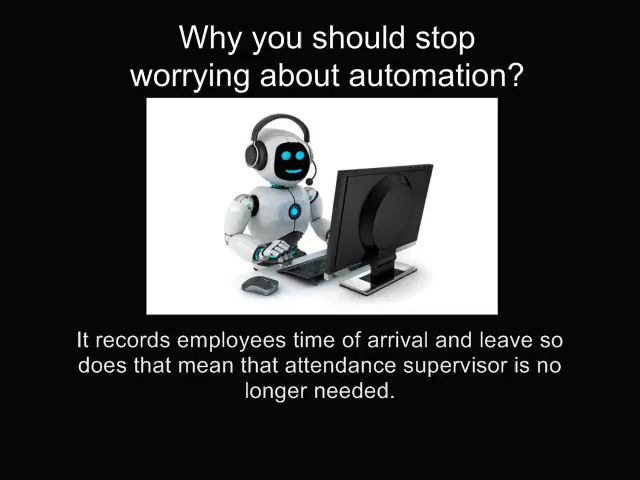 Why you should stop
worrying about automation?
It records employees time of arrival and leave so
does that mean that attendance supervisor is no
longer needed.